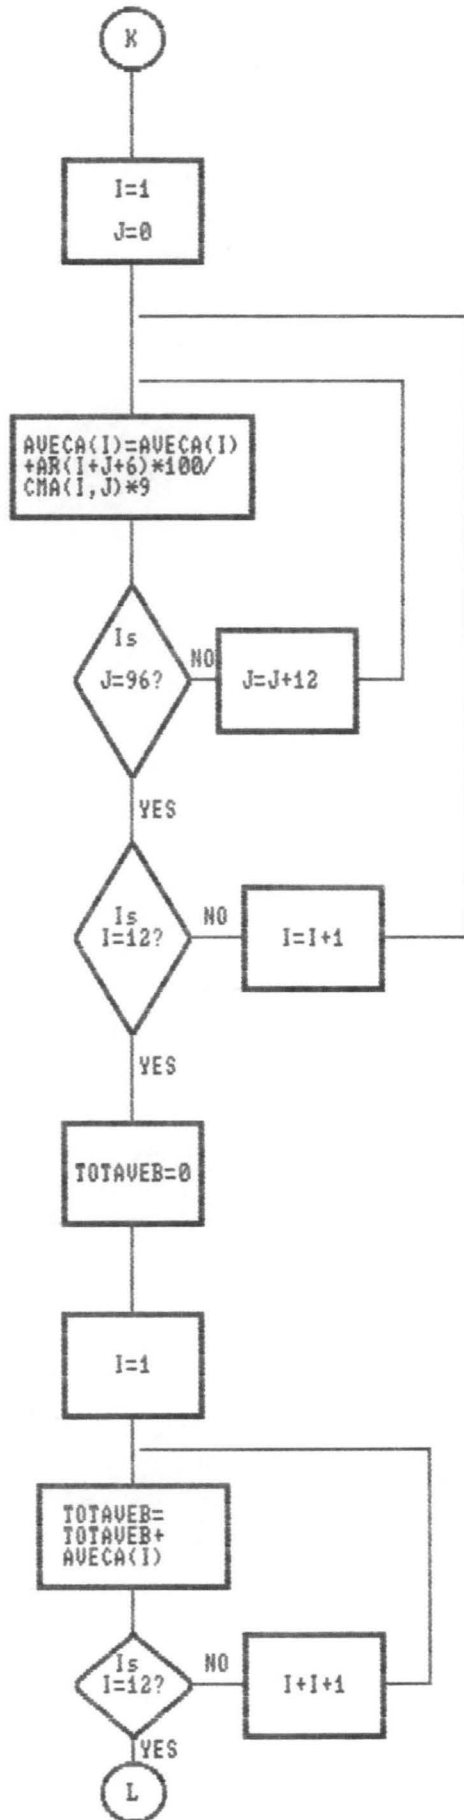 K
I=1
J=0
AVECA(I)=AVECA(I)
+AR(I+J+6)*100/
CMA(I,J)*9
Is
J=96?
NO
J=J+12
YES
Is
I=12?
NO
I=I+1
YES
TOTAVEB=0
I=1
TOTAVEB=
TOTAVEB+
AVECA(I)
Is
I=12?
NO
I+I+1
YES
L